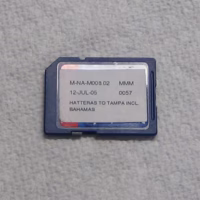 M-NA-M009.02 MMM
12-JUL-05 0057
HATTERAS TO TAMPA INCL.
BAHAMAS